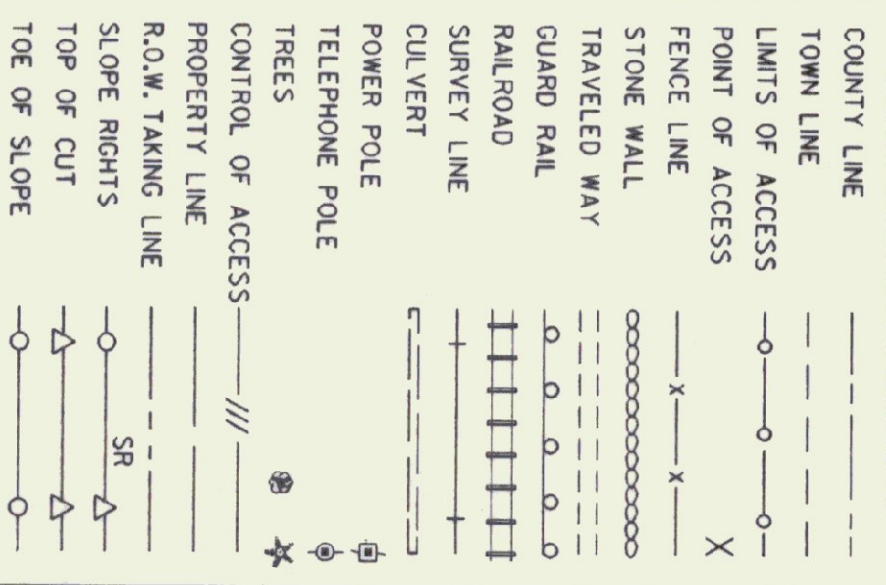 COUNTY LINE
TOWN LINE
LIMITS OF ACCESS
POINT OF ACCESS
FENCE LINE
STONE WALL
TRAVELED WAY
GUARD RAIL
RAILROAD
SURVEY LINE
CULVERT
POWER POLE
TELEPHONE POLE
TREES
CONTROL OF ACCESS
PROPERTY LINE
R.O.W. TAKING LINE
SLOPE RIGHTS SR
TOP OF CUT
TOE OF SLOPE